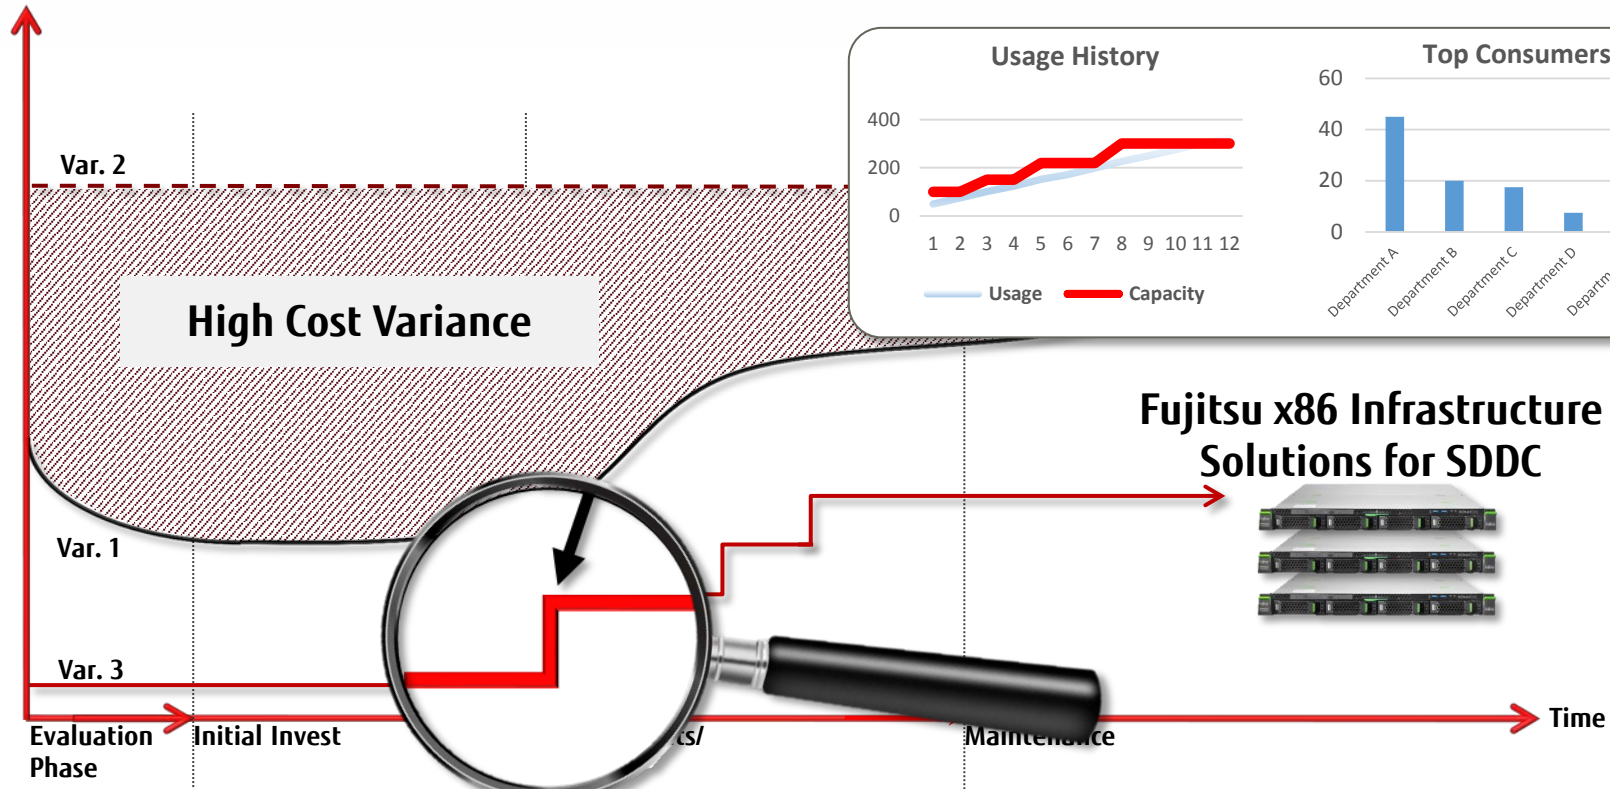 Usage History
400
200
0
1 2 3 4 5 6 7 8 9 10 11 12
Usage
Capacity
Top Consumers
60
40
20
0
Department A
Department B
Department C
Department D
Var. 2
High Cost Variance
Fujitsu x86 Infrastructure
Solutions for SDDC
Var. 1
Var. 3
Evaluation
Phase
Initial Invest
Maintenance
Time